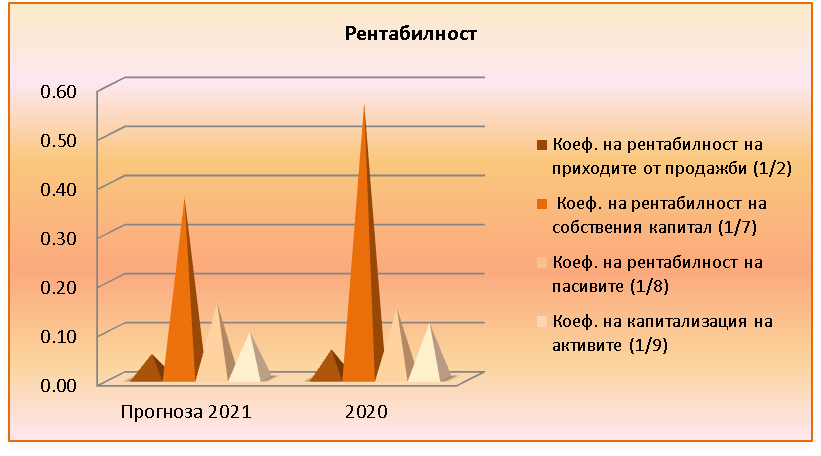 Рентабилност
0.60
0.50
0.40
0.30
0.20
0.10
0.00
Прогноза 2021
2020
Коеф. на рентабилност на
приходите от продажби (1/2)
Коеф. на рентабилност на
собствения капитал (1/7)
Коеф. на рентабилност на
пасивите (1/8)
Коеф. на капитализация на
активите (1/9)